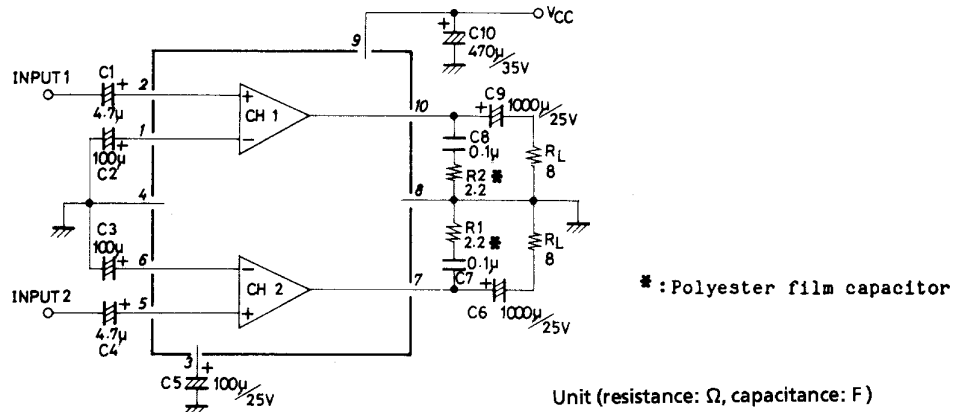 VCC
9
C10
470μ/35V
INPUT 1
C1
2
4.7μ
CH 1
10
C9
1000μ/25V
1
100μ
C2
C8
0.1μ
R2 *
2.2
RL
8
4
8
C3
100μ
6
R1
2.2 *
0.1μ
C7
RL
8
CH 2
7
INPUT 2
5
4.7μ
C4
C6
1000μ/25V
3
C5
100μ/25V
* : Polyester film capacitor
Unit (resistance: Ω, capacitance: F)